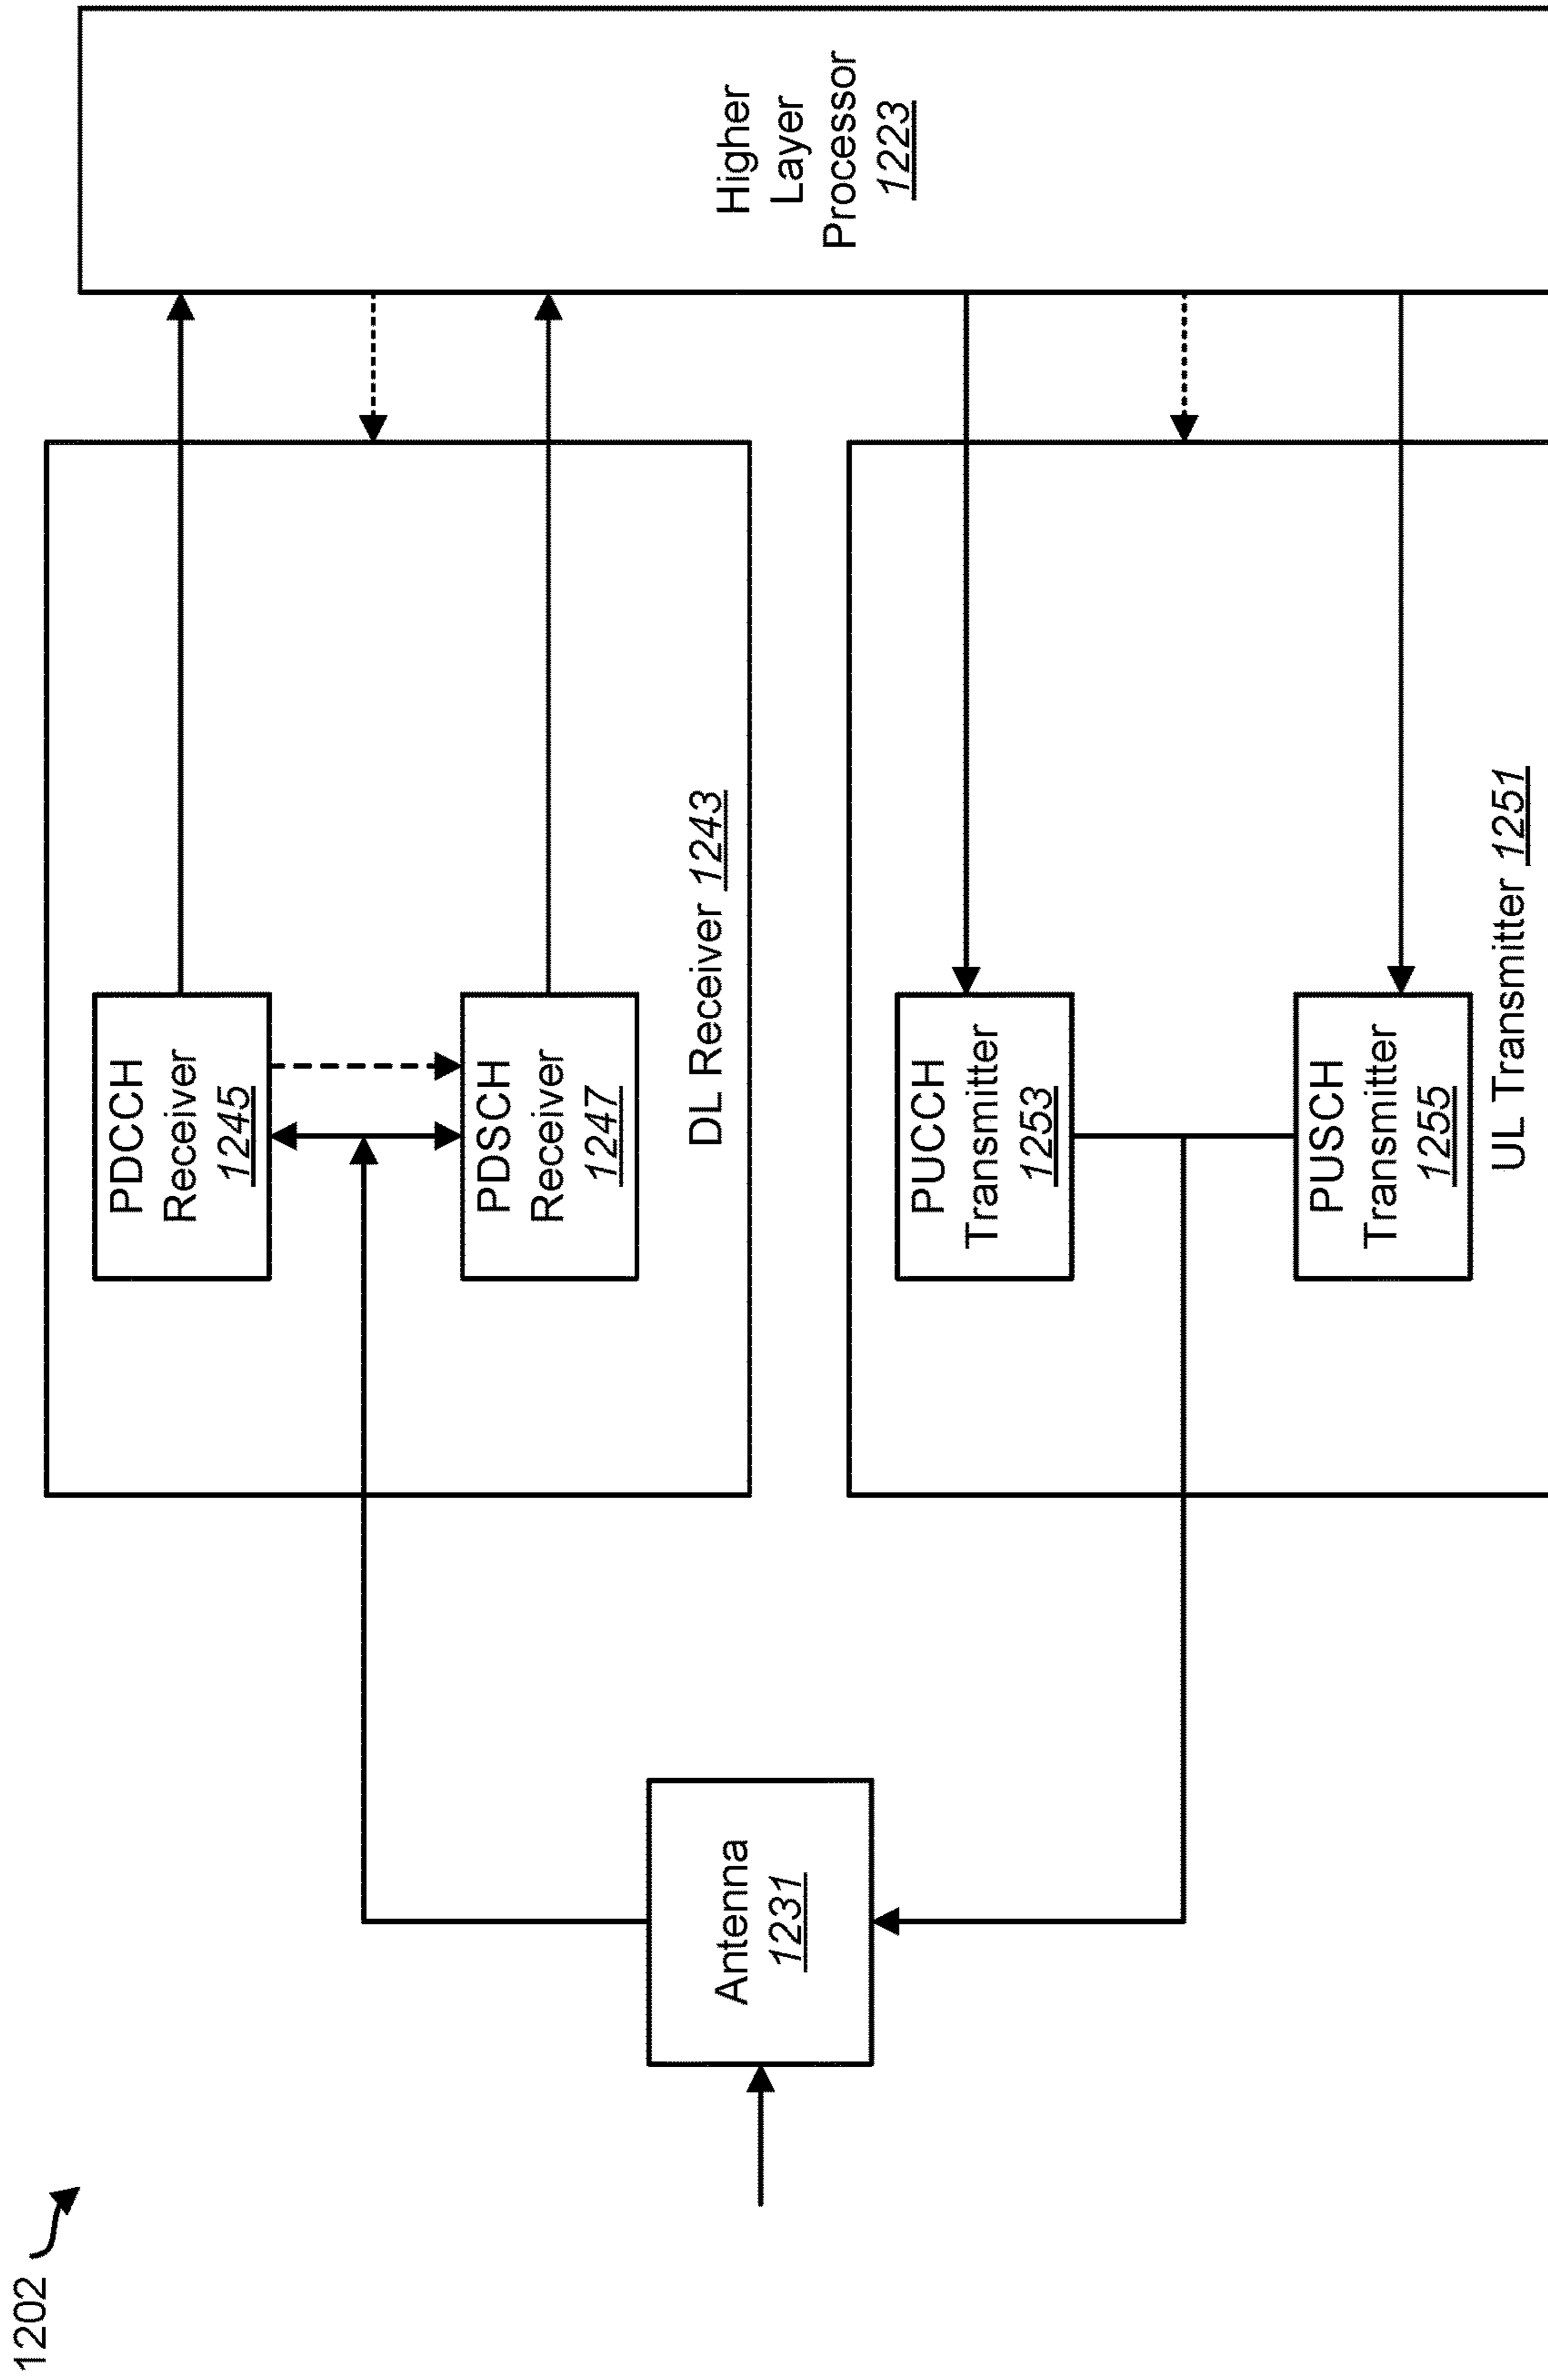 1202
Higher
Layer
Processor
1223
PDCCH
Receiver
1245
PDSCH
Receiver
1247
DL Receiver 1243
PUCCH
Transmitter
1253
PUSCH
Transmitter
1255
UL Transmitter 1251
Antenna
1231